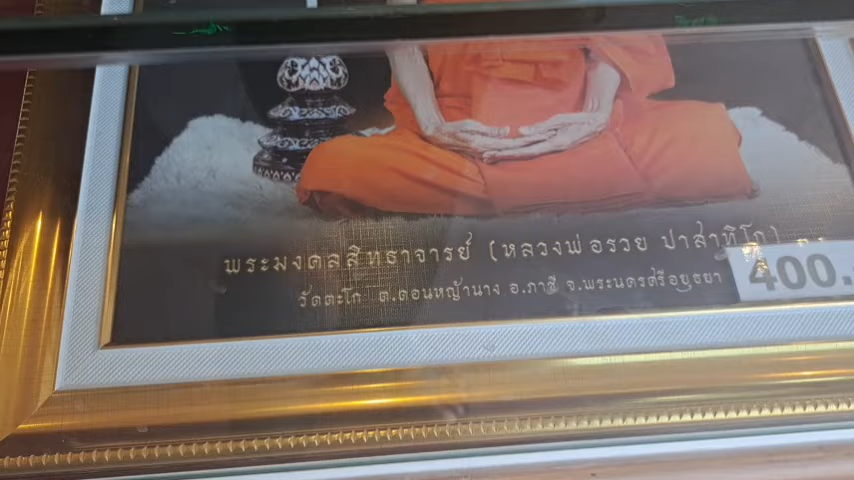 พระมงคลสิทธาจารย์ (หลวงพ่อรวย ปาสาทิโก)
วัดตะโก ต.ดอนหญ้านาง อ.ภาชี จ.พระนครศรีอยุธยา
400.